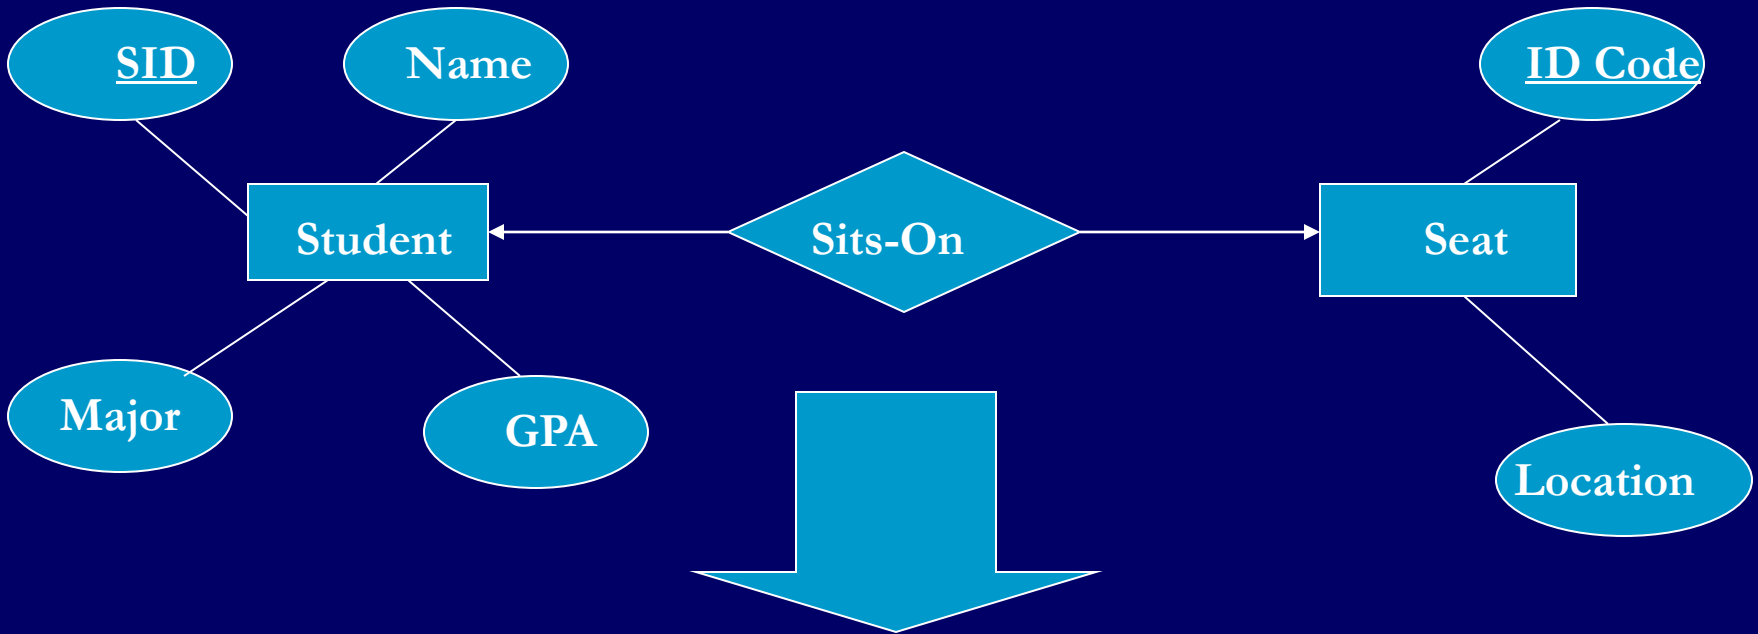 SID
Name
ID Code
Student
Sits-On
Seat
Major
GPA
Location